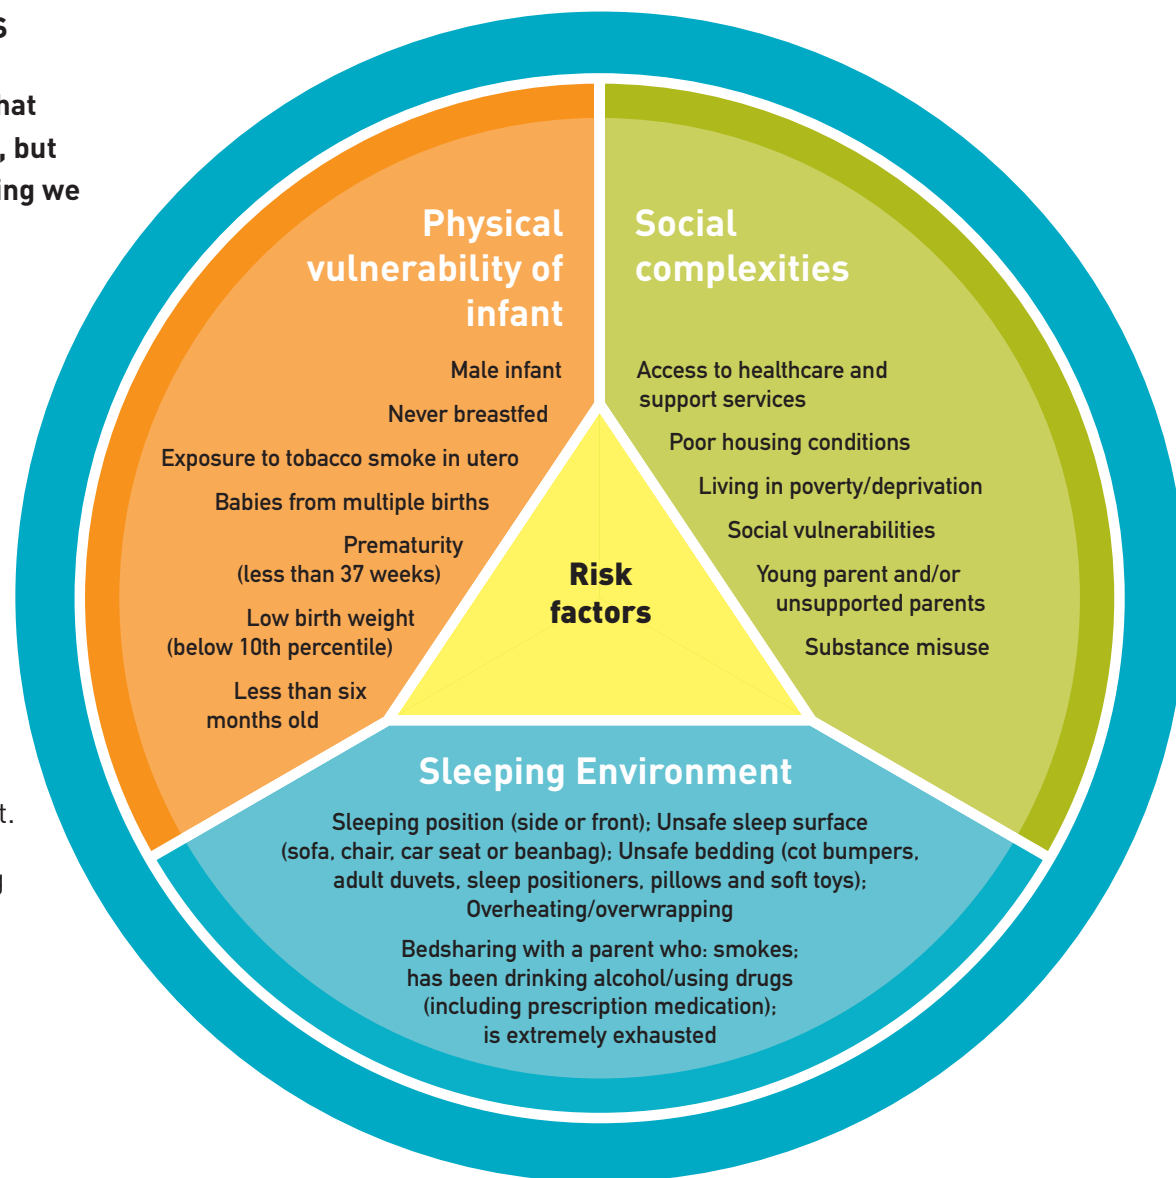 s
hat
, but
ing we
t.
g
Physical
vulnerability of
infant
Male infant
Never breastfed
Exposure to tobacco smoke in utero
Babies from multiple births
Prematurity
(less than 37 weeks)
Low birth weight
(below 10th percentile)
Less than six
months old
Social
complexities
Access to healthcare and
support services
Poor housing conditions
Living in poverty/deprivation
Social vulnerabilities
Young parent and/or
unsupported parents
Substance misuse
Risk
factors
Sleeping Environment
Sleeping position (side or front); Unsafe sleep surface
(sofa, chair, car seat or beanbag); Unsafe bedding (cot bumpers,
adult duvets, sleep positioners, pillows and soft toys);
Overheating/overwrapping
Bedsharing with a parent who: smokes;
has been drinking alcohol/using drugs
(including prescription medication);
is extremely exhausted